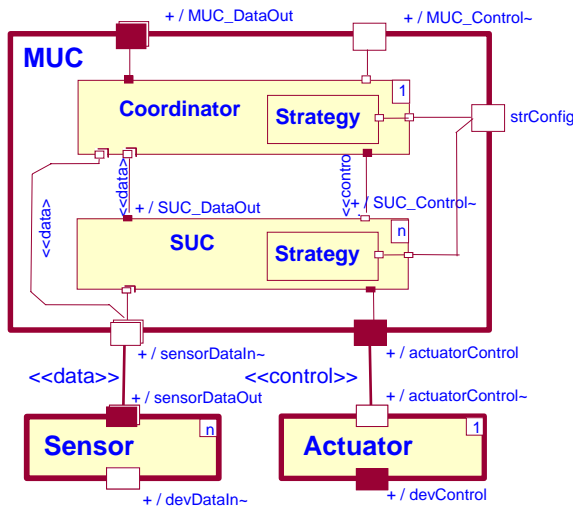 + / MUC_DataOut
+ / MUC_Control~
MUC
1
Coordinator
Strategy
strConfig
<<data>
<<data>
<<contro
+ / SUC_DataOut
+ / SUC_Control~
n
SUC
Strategy
+ / sensorDataIn~
+ / actuatorControl
<<data>>
<<control>>
+ / sensorDataOut
+ / actuatorControl~
n
1
Sensor
Actuator
+ / devDataIn~
+ / devControl